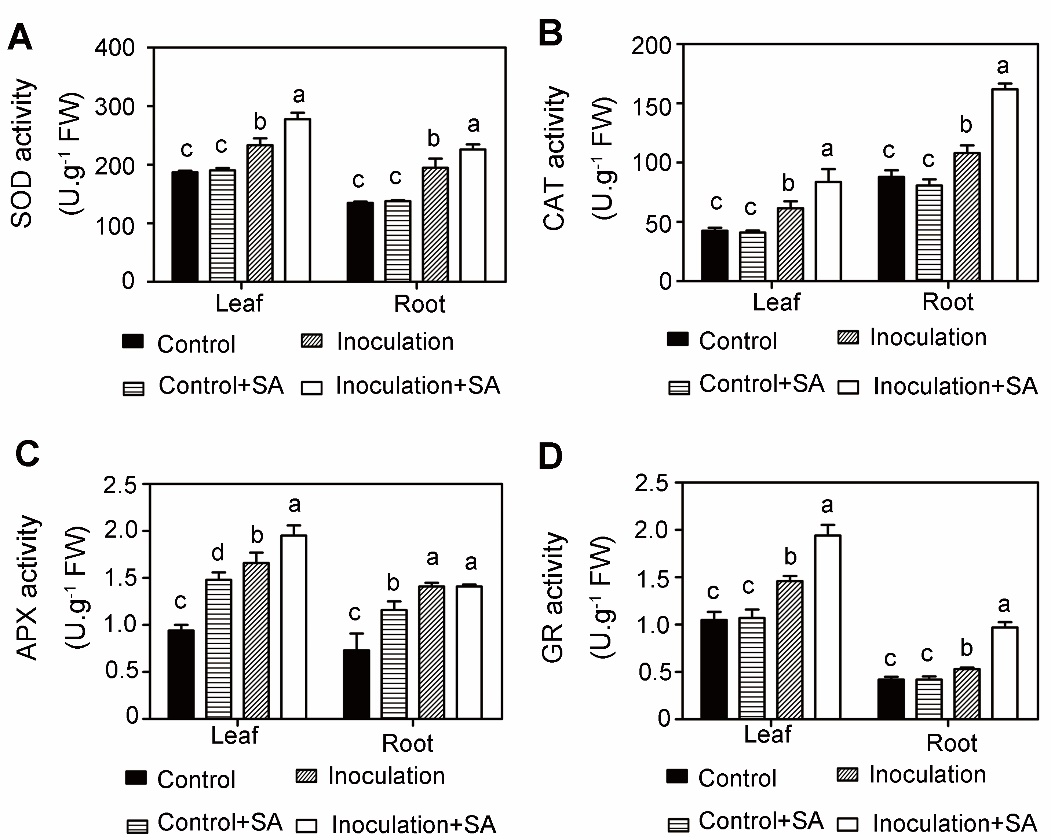 A
SOD activity
(U.g⁻¹ FW)
400
300
200
100
0
c
c
b
a
c
c
b
a
Leaf
Root
Control
Inoculation
Control+SA
Inoculation+SA
B
CAT activity
(U.g⁻¹ FW)
200
150
100
50
0
c
c
b
a
c
c
b
a
Leaf
Root
Control
Inoculation
Control+SA
Inoculation+SA
C
APX activity
(U.g⁻¹ FW)
2.5
2.0
1.5
1.0
0.5
0
c
d
b
a
c
b
a
a
Leaf
Root
Control
Inoculation
Control+SA
Inoculation+SA
D
GR activity
(U.g⁻¹ FW)
2.5
2.0
1.5
1.0
0.5
0
c
c
b
a
c
c
b
a
Leaf
Root
Control
Inoculation
Control+SA
Inoculation+SA